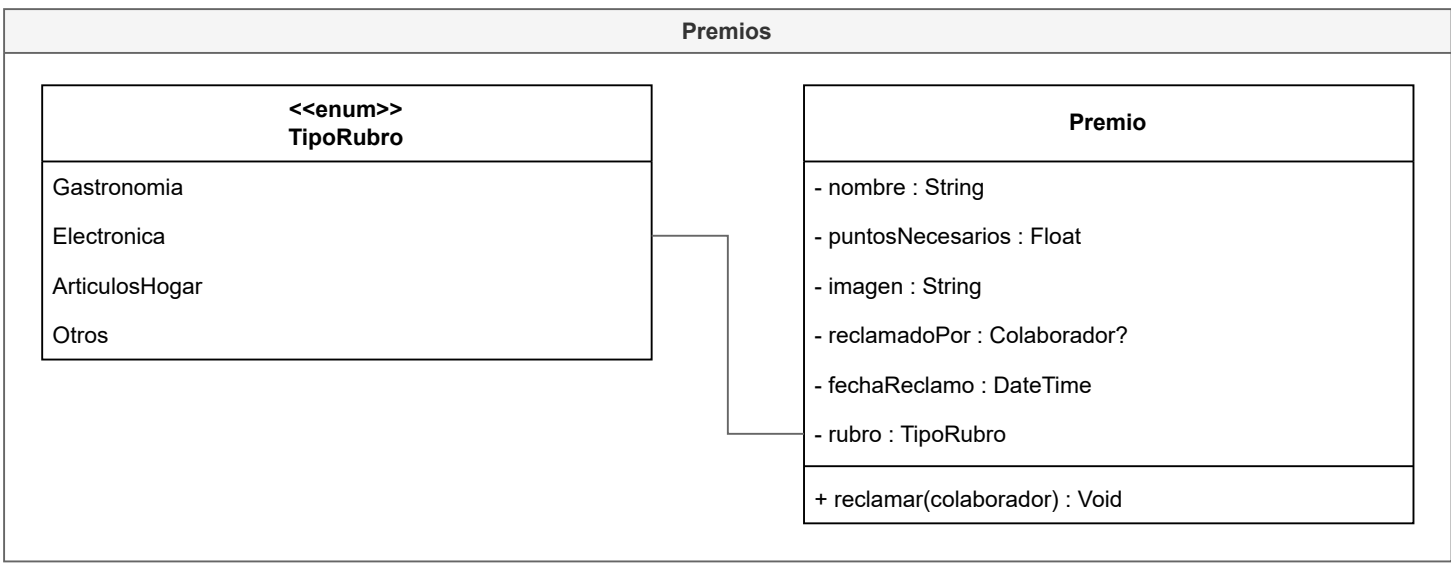 Premios
<<enum>>
TipoRubro
Gastronomia
Electronica
ArticulosHogar
Otros
Premio
- nombre : String
- puntosNecesarios : Float
- imagen : String
- reclamadoPor : Colaborador?
- fechaReclamo : DateTime
- rubro : TipoRubro
+ reclamar(colaborador) : Void